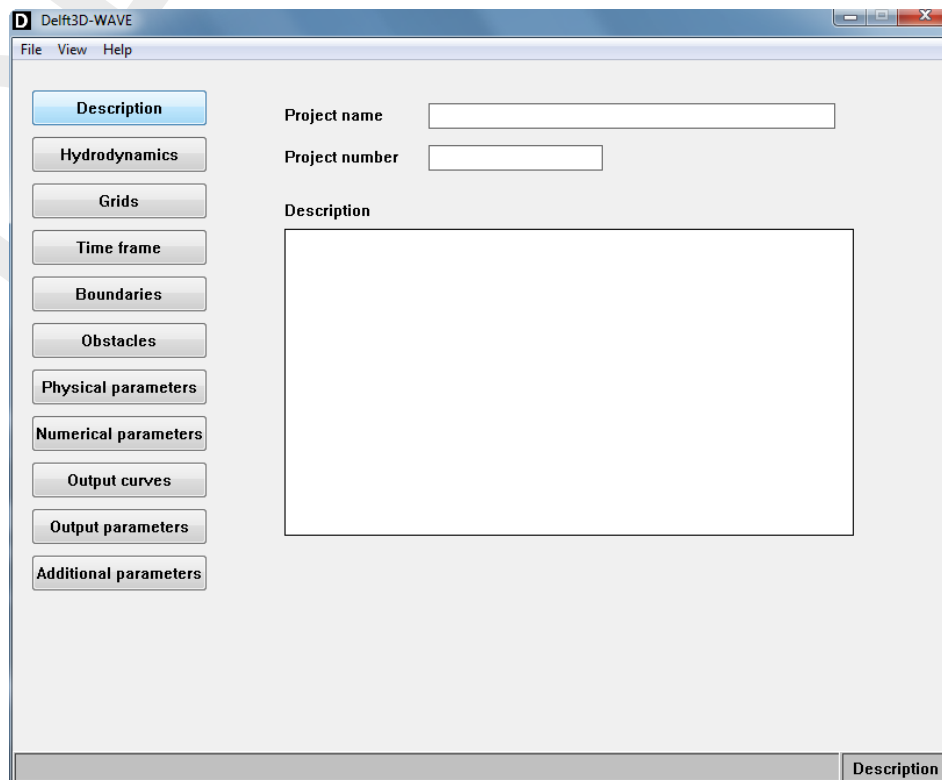 D Delft3D-WAVE
File View Help
Description
Project name
Hydrodynamics
Project number
Grids
Description
Time frame
Boundaries
Obstacles
Physical parameters
Numerical parameters
Output curves
Output parameters
Additional parameters
Description